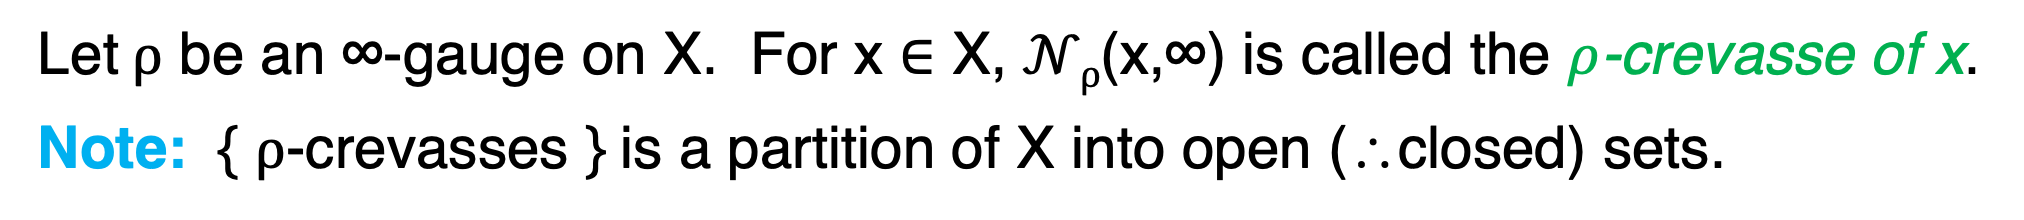 Let ρ be an ∞-gauge on X. For x ∈ X, 𝒩ρ(x,∞) is called the ρ-crevasse of x.
Note: { ρ-crevasses } is a partition of X into open (∴closed) sets.